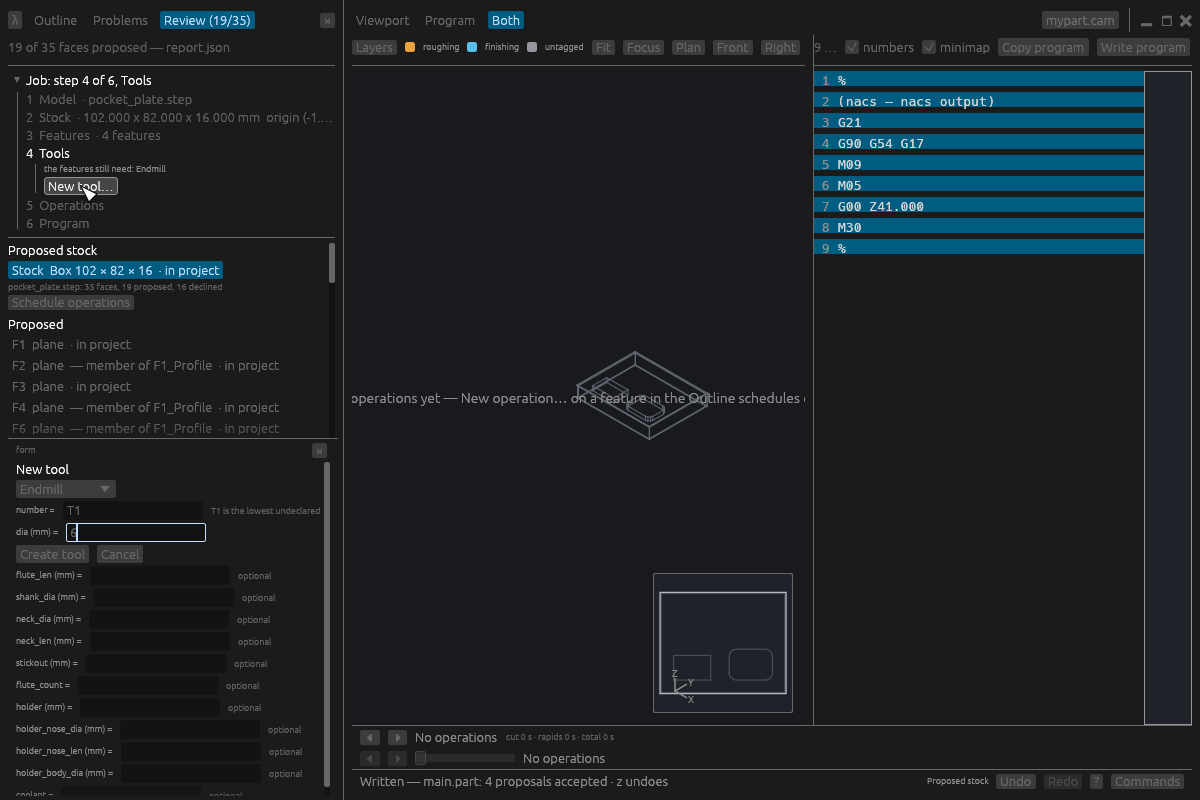 λ Outline Problems Review (19/35) ×
19 of 35 faces proposed — report.json
Job: step 4 of 6, Tools
1 Model · pocket_plate.step
2 Stock · 102.000 x 82.000 x 16.000 mm origin (-1....
3 Features · 4 features
4 Tools
the features still need: Endmill
New tool...
5 Operations
6 Program
Proposed stock
Stock Box 102 × 82 × 16 · in project
pocket_plate.step: 35 faces, 19 proposed, 16 declined
Schedule operations
Proposed
F1 plane · in project
F2 plane — member of F1_Profile · in project
F3 plane · in project
F4 plane — member of F1_Profile · in project
F6 plane — member of F1_Profile · in project
form ×
New tool
Endmill
number = T1 T1 is the lowest undeclared
dia (mm) = 6
Create tool Cancel
flute_len (mm) = optional
shank_dia (mm) = optional
neck_dia (mm) = optional
neck_len (mm) = optional
stickout (mm) = optional
flute_count = optional
holder (mm) = optional
holder_nose_dia (mm) = optional
holder_nose_len (mm) = optional
holder_body_dia (mm) = optional
coolant = optional
Viewport Program Both mypart.cam
Layers roughing finishing untagged Fit Focus Plan Front Right
9 ... numbers minimap Copy program Write program
operations yet — New operation... on a feature in the Outline schedules
Z
Y
X
1 %
2 (nacs — nacs output)
3 G21
4 G90 G54 G17
5 M09
6 M05
7 G00 Z41.000
8 M30
9 %
No operations cut 0 s · rapids 0 s · total 0 s
No operations
Written — main.part: 4 proposals accepted · z undoes
Proposed stock Undo Redo ? Commands